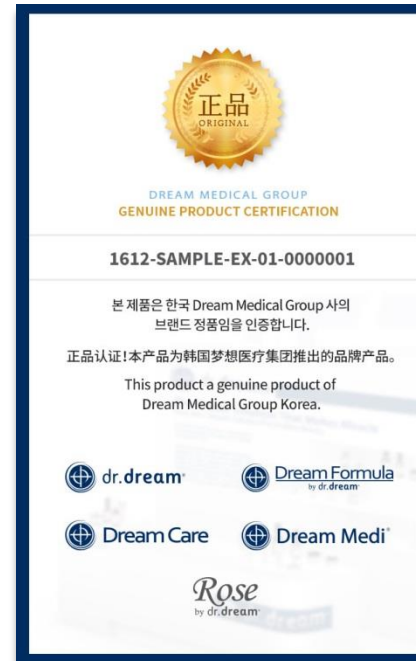 正品
ORIGINAL
DREAM MEDICAL GROUP
GENUINE PRODUCT CERTIFICATION
1612-SAMPLE-EX-01-0000001
본 제품은 한국 Dream Medical Group 사의
브랜드 정품임을 인증합니다.
正品认证!本产品为韩国梦想医疗集团推出的品牌产品。
This product a genuine product of
Dream Medical Group Korea.
dr.dream
Dream Formula
by dr.dream
Dream Care
Dream Medi
Rose
by dr.dream